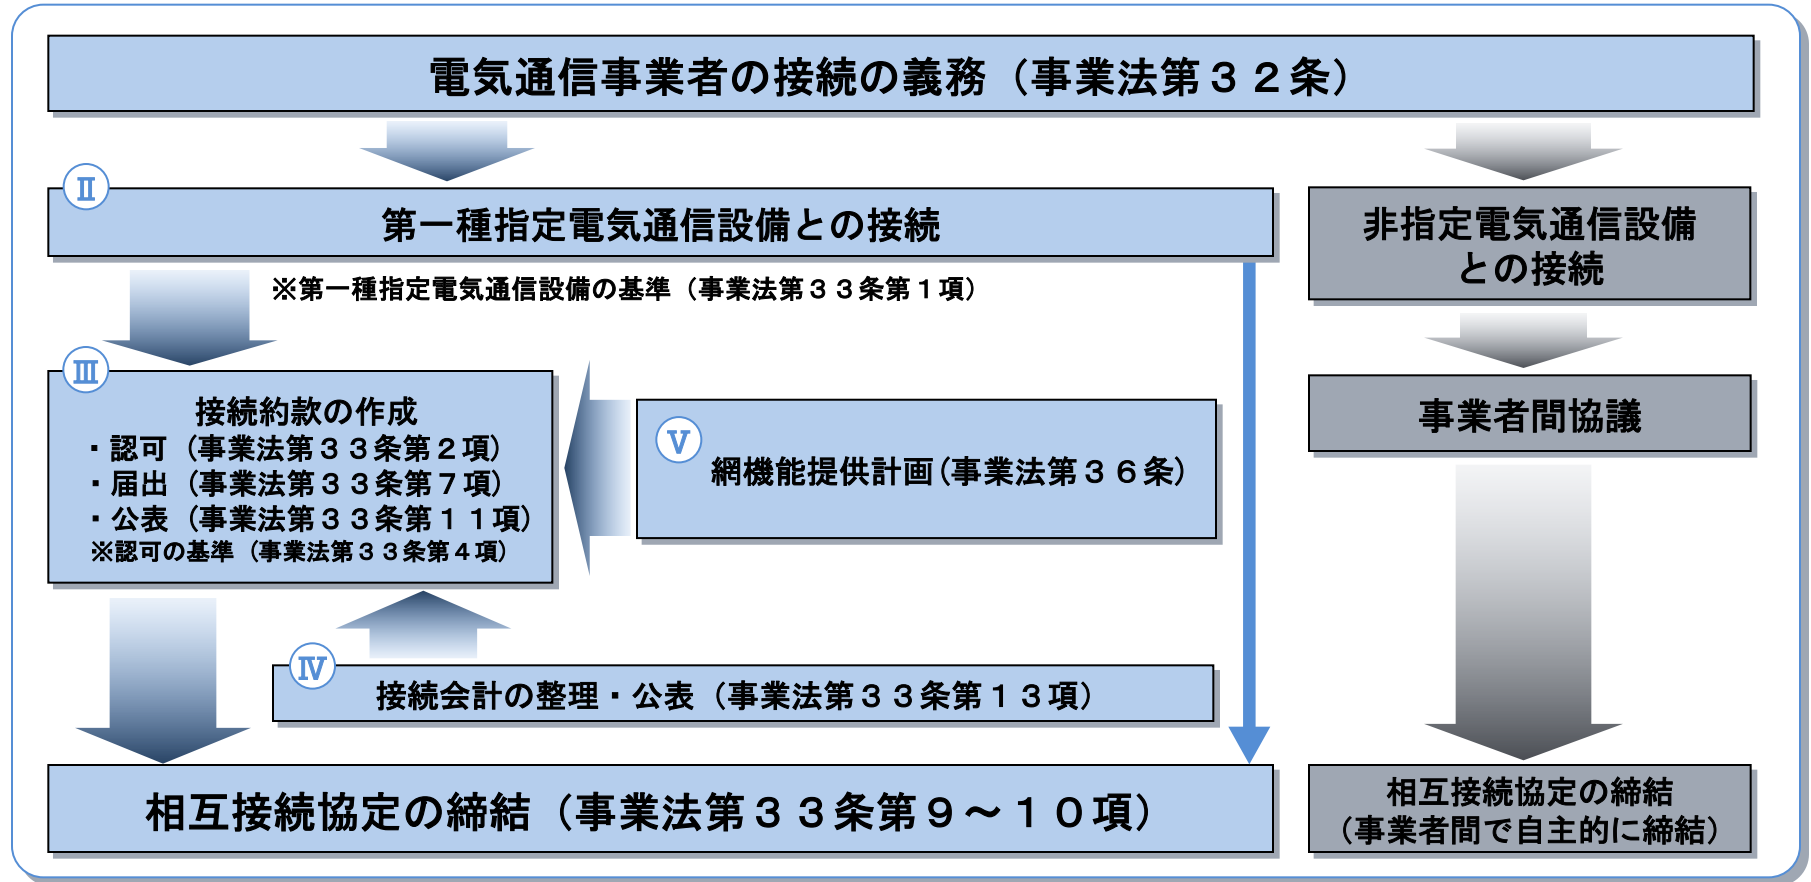 電気通信事業者の接続の義務（事業法第３２条）
Ⅱ
第一種指定電気通信設備との接続
※第一種指定電気通信設備の基準（事業法第３３条第１項）
Ⅲ
接続約款の作成
・認可（事業法第３３条第２項）
・届出（事業法第３３条第７項）
・公表（事業法第３３条第１１項）
※認可の基準（事業法第３３条第４項）
Ⅴ
網機能提供計画(事業法第３６条)
Ⅳ
接続会計の整理・公表（事業法第３３条第１３項）
相互接続協定の締結（事業法第３３条第９～１０項）
非指定電気通信設備
との接続
事業者間協議
相互接続協定の締結
（事業者間で自主的に締結）